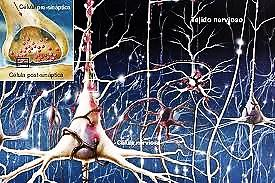 Célula pre-sináptica
Célula post-sináptica
Tejido nervioso
Célula nerviosa